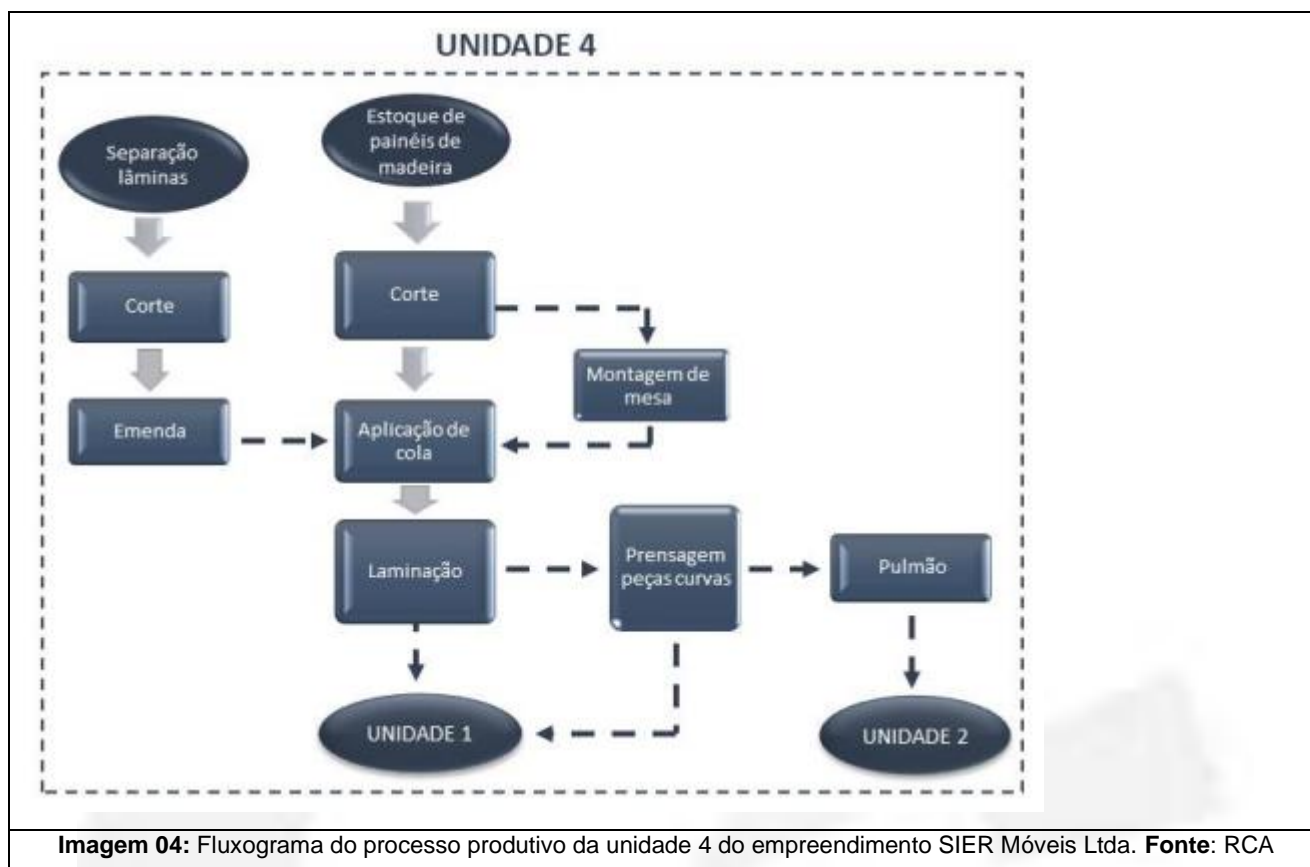 UNIDADE 4
Separação
lâminas
Estoque de
painéis de
madeira
Corte
Corte
Montagem de
mesa
Emenda
Aplicação de
cola
Laminação
Prensagem
peças curvas
Pulmão
UNIDADE 1
UNIDADE 2
Imagem 04: Fluxograma do processo produtivo da unidade 4 do empreendimento SIER Móveis Ltda. Fonte: RCA